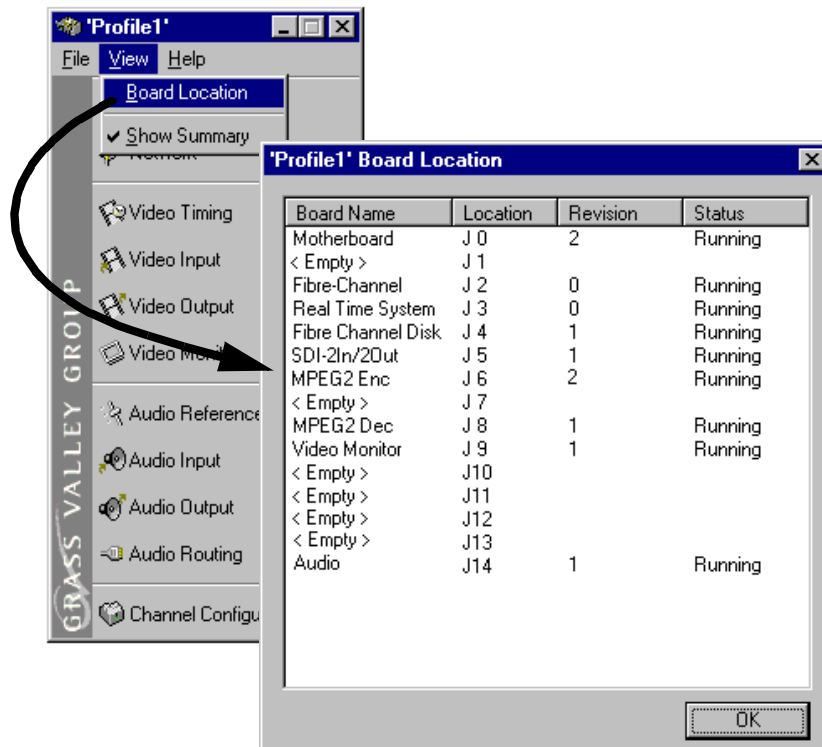 'Profile1'
File View Help
Board Location
Show Summary
Video Timing
Video Input
Video Output
Video
Audio Reference
Audio Input
Audio Output
Audio Routing
Channel Configu
GRASS VALLEY GROUP
'Profile1' Board Location
Board Name Location Revision Status
Motherboard J 0 2 Running
< Empty > J 1
Fibre-Channel J 2 0 Running
Real Time System J 3 0 Running
Fibre Channel Disk J 4 1 Running
SDI-2In/2Out J 5 1 Running
MPEG2 Enc J 6 2 Running
< Empty > J 7
MPEG2 Dec J 8 1 Running
Video Monitor J 9 1 Running
< Empty > J10
< Empty > J11
< Empty > J12
< Empty > J13
Audio J14 1 Running
OK